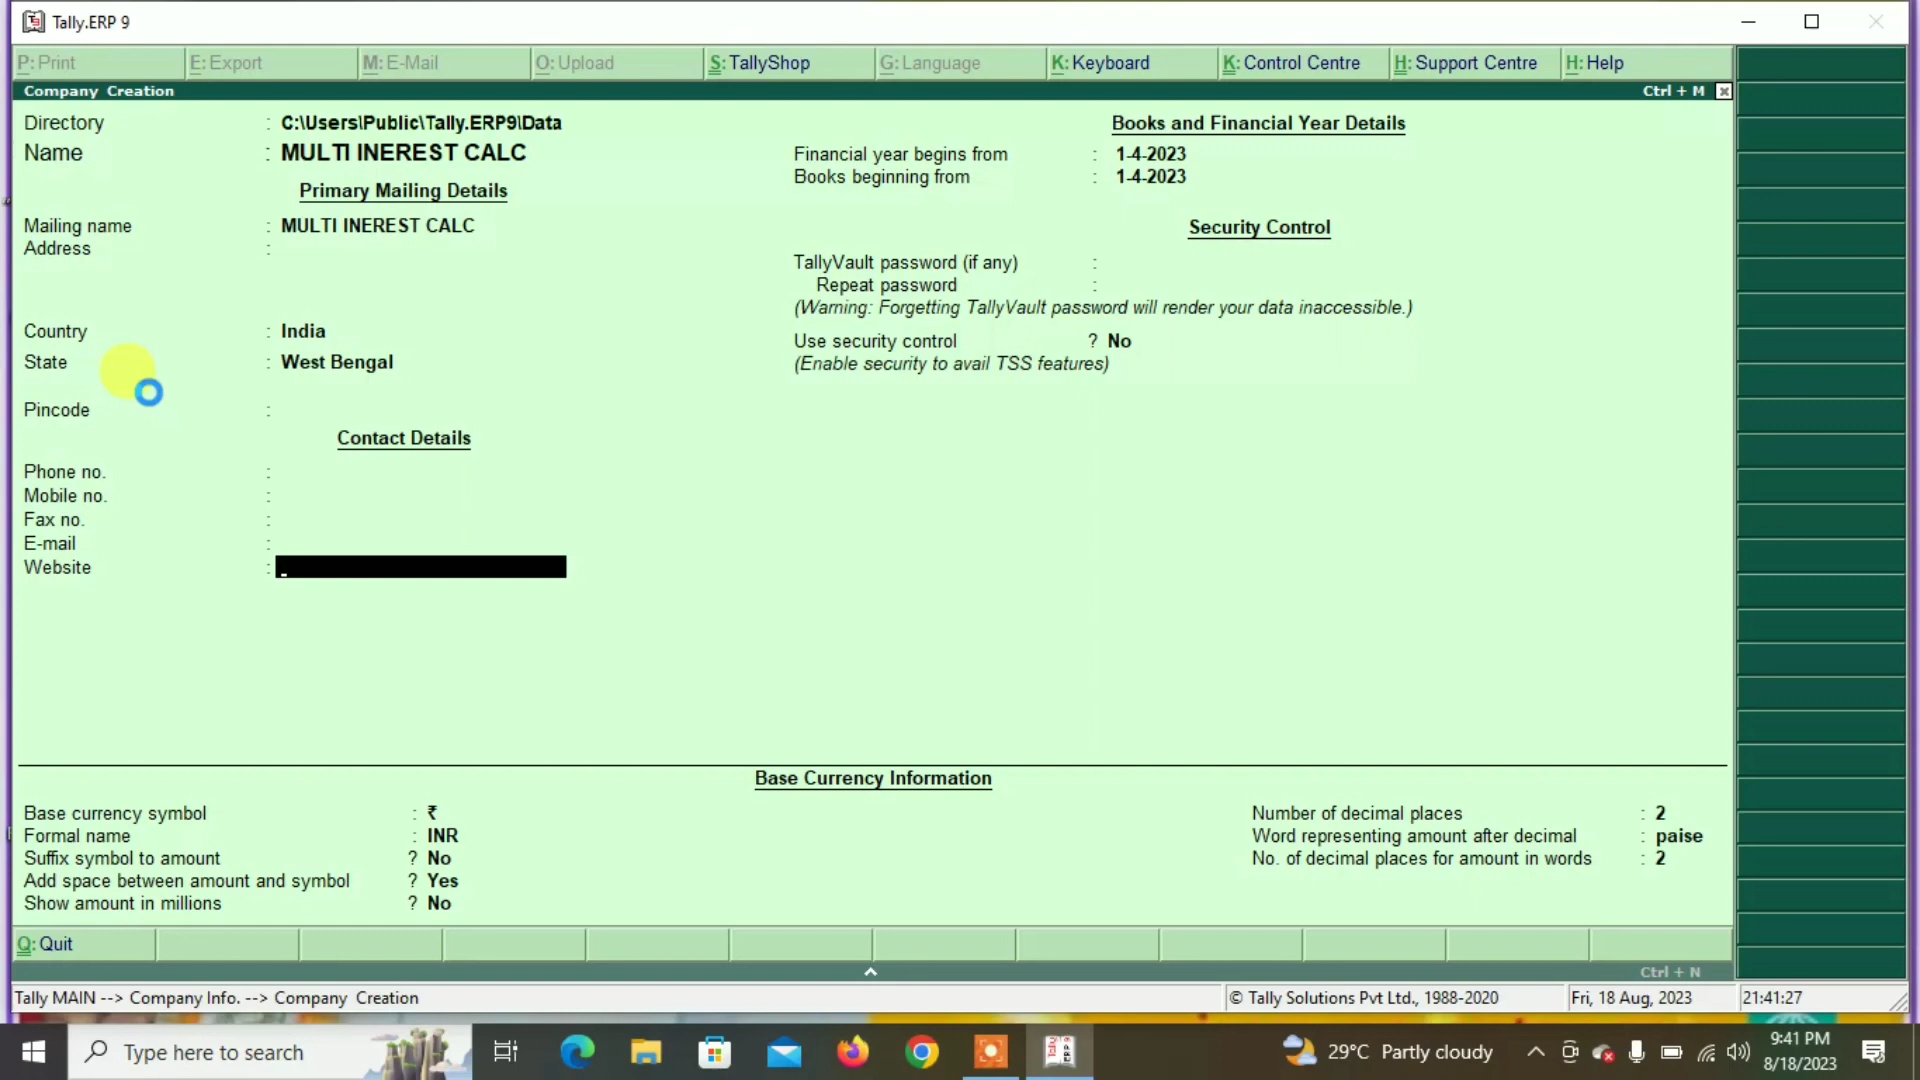 Tally.ERP 9
P: Print E: Export M: E-Mail O: Upload S: TallyShop G: Language K: Keyboard K: Control Centre H: Support Centre H: Help
Company Creation Ctrl + M
Directory : C:\Users\Public\Tally.ERP9\Data
Name : MULTI INEREST CALC
Primary Mailing Details
Mailing name : MULTI INEREST CALC
Address :
Country : India
State : West Bengal
Pincode :
Contact Details
Phone no. :
Mobile no. :
Fax no. :
E-mail :
Website :
Books and Financial Year Details
Financial year begins from : 1-4-2023
Books beginning from : 1-4-2023
Security Control
TallyVault password (if any) :
Repeat password :
(Warning: Forgetting TallyVault password will render your data inaccessible.)
Use security control ? No
(Enable security to avail TSS features)
Base Currency Information
Base currency symbol : ₹
Formal name : INR
Suffix symbol to amount ? No
Add space between amount and symbol ? Yes
Show amount in millions ? No
Number of decimal places : 2
Word representing amount after decimal : paise
No. of decimal places for amount in words : 2
Q: Quit
Ctrl + N
Tally MAIN --> Company Info. --> Company Creation © Tally Solutions Pvt Ltd., 1988-2020 Fri, 18 Aug, 2023 21:41:27
Type here to search 29°C Partly cloudy 9:41 PM
8/18/2023